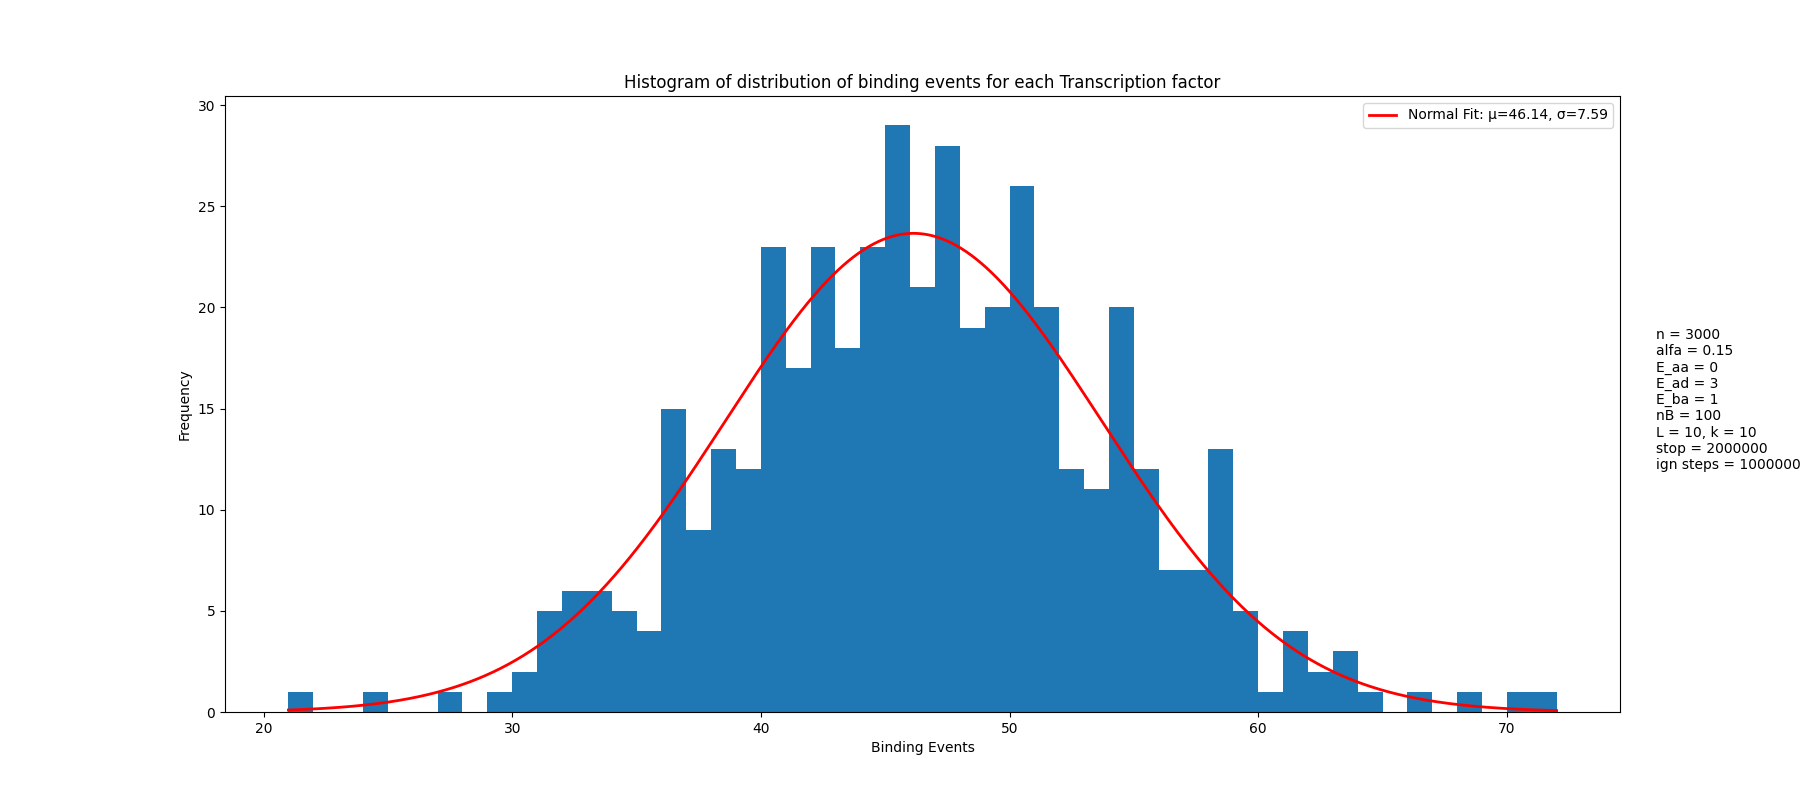 Histogram of distribution of binding events for each Transcription factor
Normal Fit: μ=46.14, σ=7.59
30
25
20
15
10
5
0
Frequency
20 30 40 50 60 70
Binding Events
n = 3000
alfa = 0.15
E_aa = 0
E_ad = 3
E_ba = 1
nB = 100
L = 10, k = 10
stop = 2000000
ign steps = 1000000